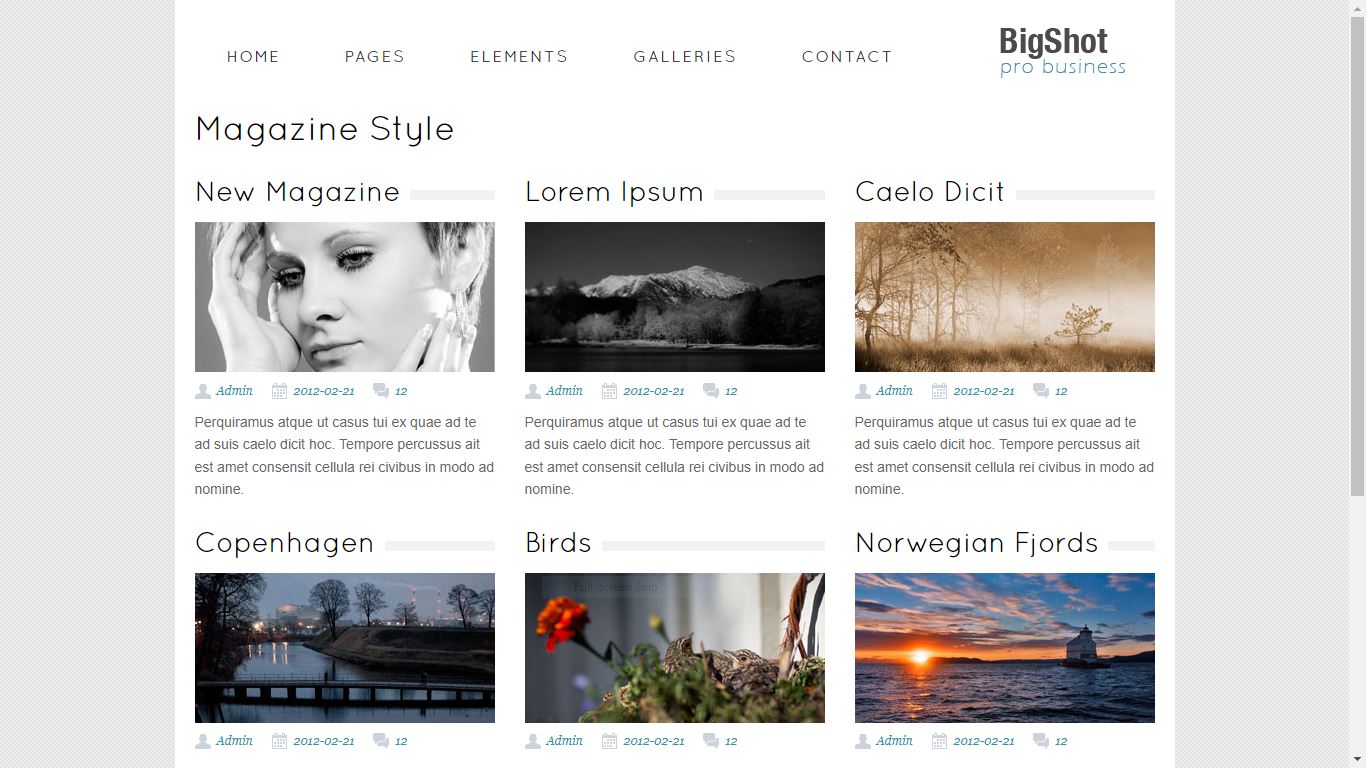 HOME PAGES ELEMENTS GALLERIES CONTACT
BigShot
pro business
Magazine Style
New Magazine
Admin 2012-02-21 12
Perquiramus atque ut casus tui ex quae ad te
ad suis caelo dicit hoc. Tempore percussus ait
est amet consensit cellula rei civibus in modo ad
nomine.
Lorem Ipsum
Admin 2012-02-21 12
Perquiramus atque ut casus tui ex quae ad te
ad suis caelo dicit hoc. Tempore percussus ait
est amet consensit cellula rei civibus in modo ad
nomine.
Caelo Dicit
Admin 2012-02-21 12
Perquiramus atque ut casus tui ex quae ad te
ad suis caelo dicit hoc. Tempore percussus ait
est amet consensit cellula rei civibus in modo ad
nomine.
Copenhagen
Admin 2012-02-21 12
Birds
Full-screen Snip
Admin 2012-02-21 12
Norwegian Fjords
Admin 2012-02-21 12